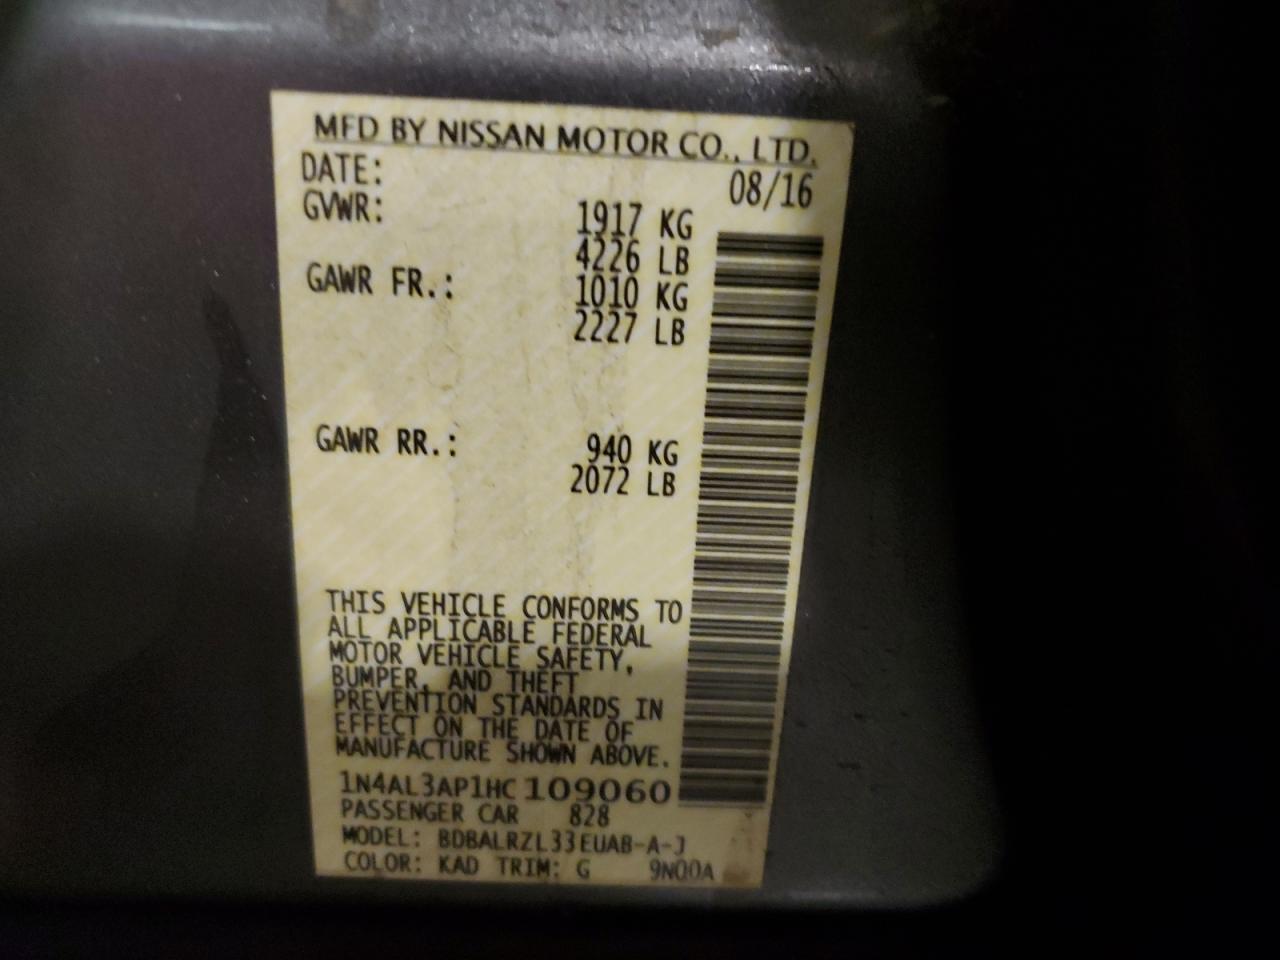 MFD BY NISSAN MOTOR CO., LTD.
DATE: 08/16
GVWR: 1917 KG
4226 LB
GAWR FR.: 1010 KG
2227 LB
GAWR RR.: 940 KG
2072 LB
THIS VEHICLE CONFORMS TO
ALL APPLICABLE FEDERAL
MOTOR VEHICLE SAFETY,
BUMPER, AND THEFT
PREVENTION STANDARDS IN
EFFECT ON THE DATE OF
MANUFACTURE SHOWN ABOVE.
1N4AL3AP1HC109060
PASSENGER CAR 828
MODEL: BDBALRZL33EUAB-A-J
COLOR: KAD TRIM: G 9N00A